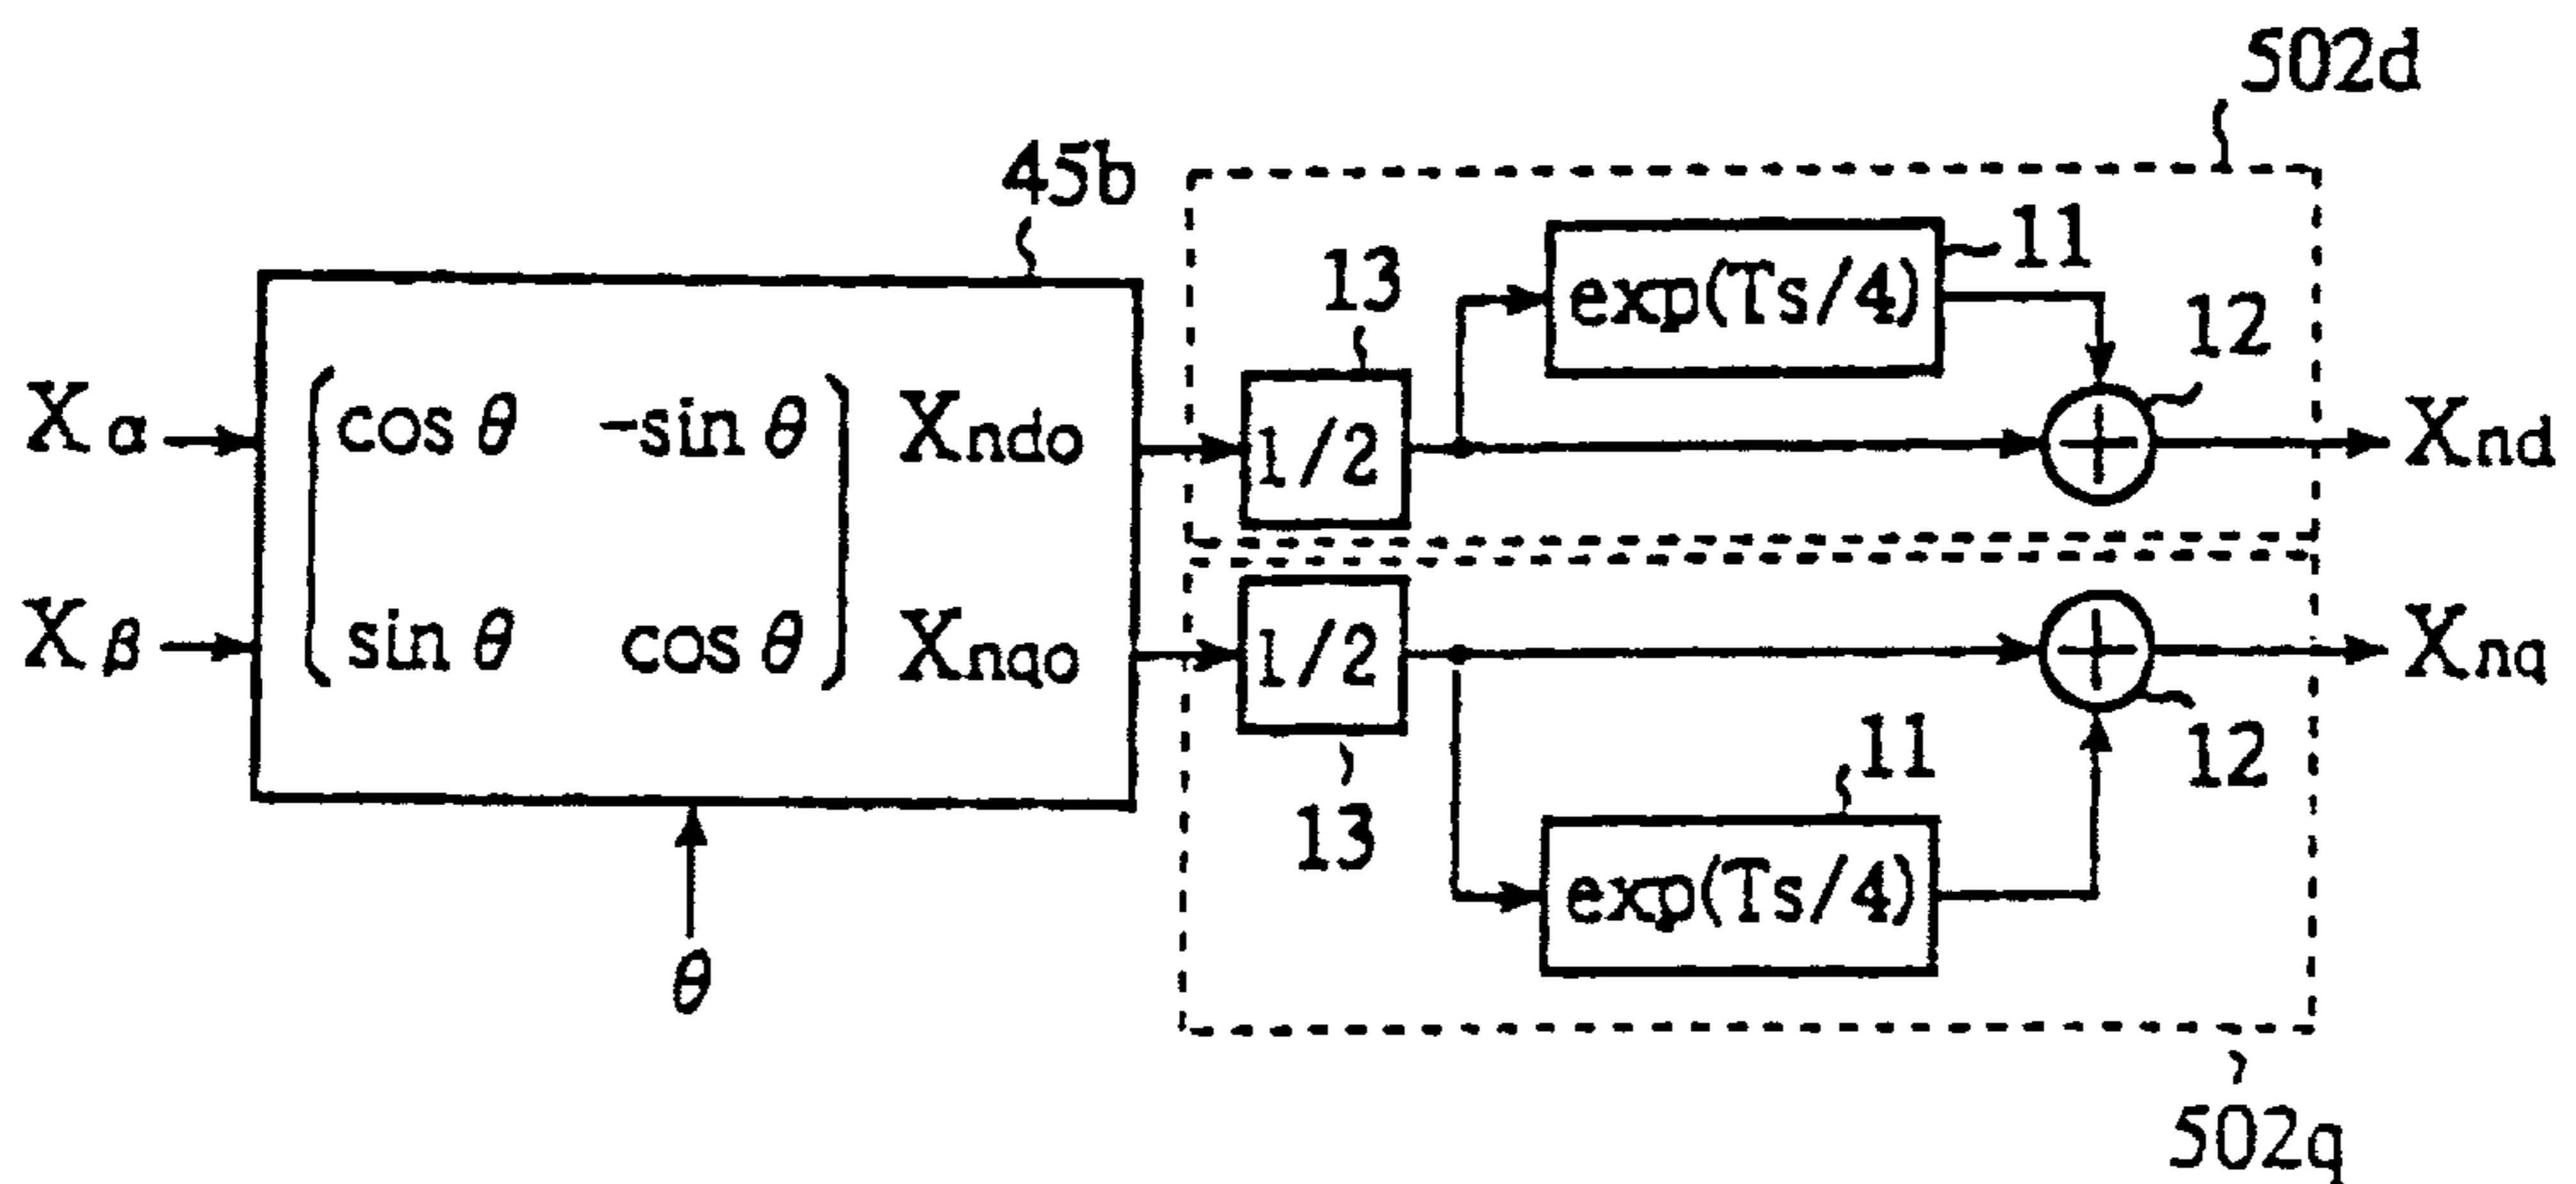 502d
45b
11
13
exp(Ts/4)
12
Xα
cos θ -sin θ
Xndo
1/2
Xnd
Xβ
sin θ cos θ
Xnqo
1/2
Xnq
11
12
13
exp(Ts/4)
θ
502q